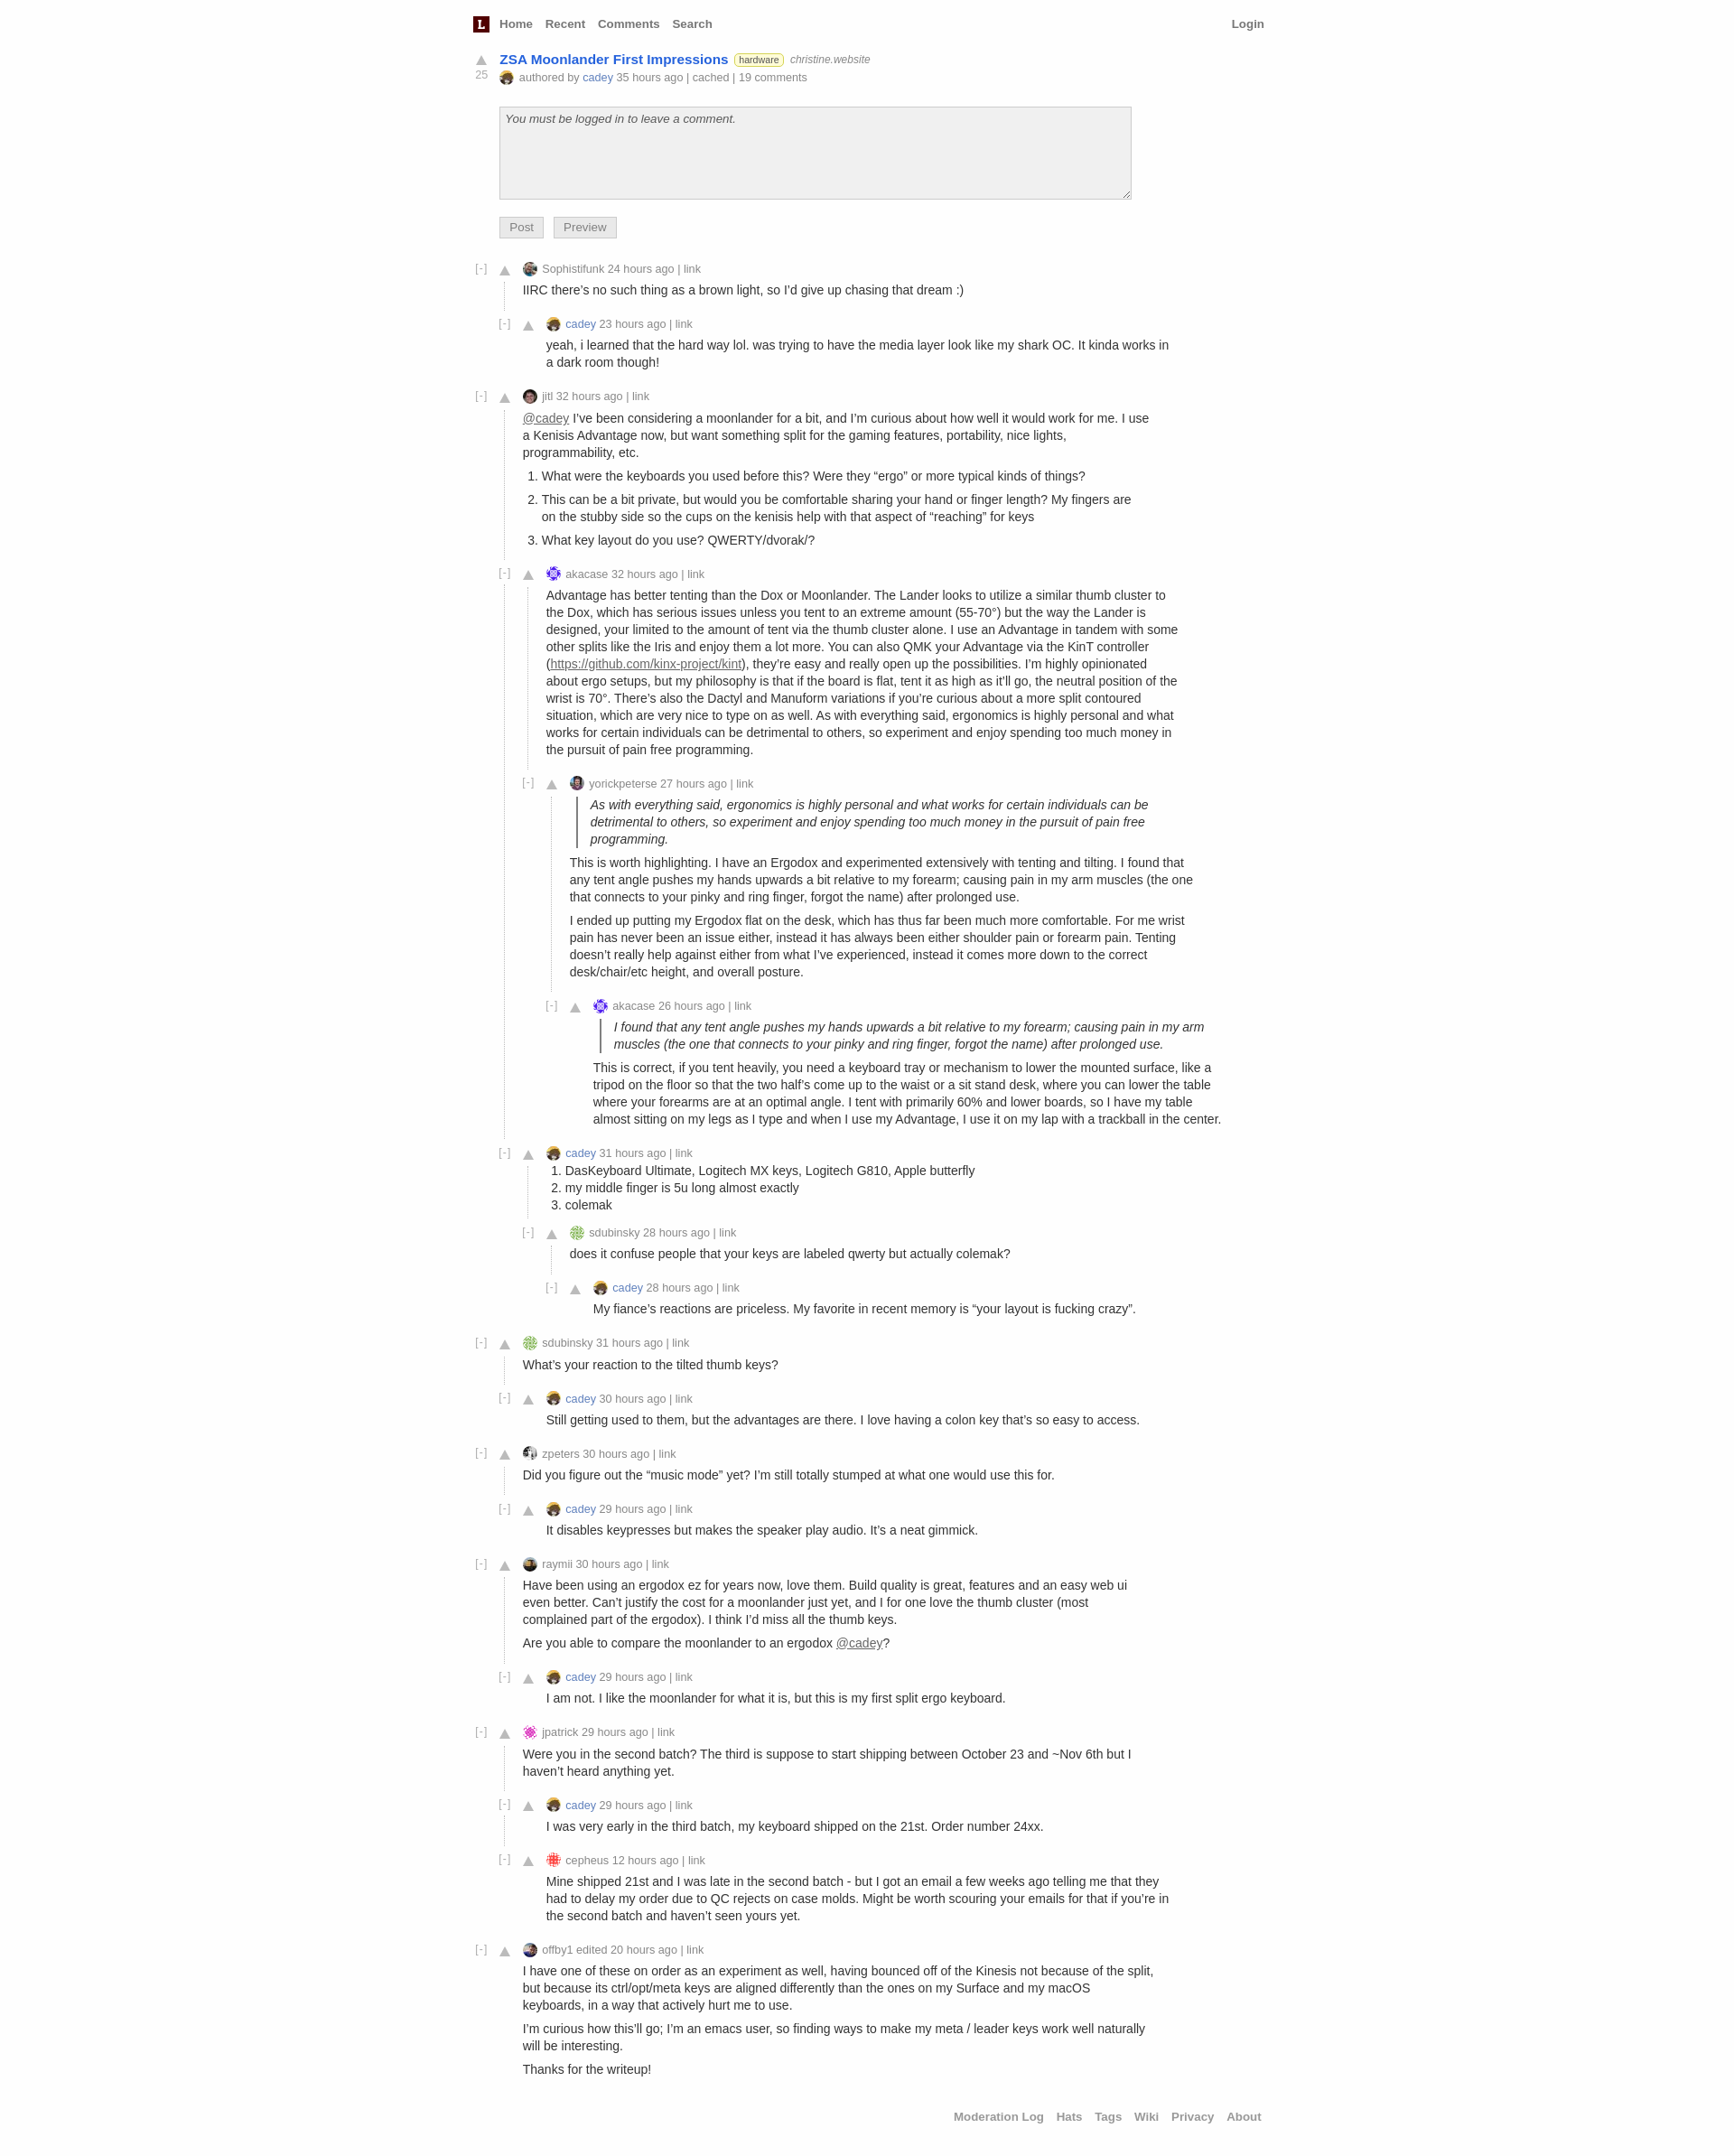 L Home Recent Comments Search Login
ZSA Moonlander First Impressions hardware christine.website
25
authored by cadey 35 hours ago | cached | 19 comments
You must be logged in to leave a comment.
Post Preview
[-] Sophistifunk 24 hours ago | link
IIRC there’s no such thing as a brown light, so I’d give up chasing that dream :)
[-] cadey 23 hours ago | link
yeah, i learned that the hard way lol. was trying to have the media layer look like my shark OC. It kinda works in
a dark room though!
[-] jitl 32 hours ago | link
@cadey I’ve been considering a moonlander for a bit, and I’m curious about how well it would work for me. I use
a Kenisis Advantage now, but want something split for the gaming features, portability, nice lights,
programmability, etc.
1. What were the keyboards you used before this? Were they “ergo” or more typical kinds of things?
2. This can be a bit private, but would you be comfortable sharing your hand or finger length? My fingers are
on the stubby side so the cups on the kenisis help with that aspect of “reaching” for keys
3. What key layout do you use? QWERTY/dvorak/?
[-] akacase 32 hours ago | link
Advantage has better tenting than the Dox or Moonlander. The Lander looks to utilize a similar thumb cluster to
the Dox, which has serious issues unless you tent to an extreme amount (55-70°) but the way the Lander is
designed, your limited to the amount of tent via the thumb cluster alone. I use an Advantage in tandem with some
other splits like the Iris and enjoy them a lot more. You can also QMK your Advantage via the KinT controller
(https://github.com/kinx-project/kint), they’re easy and really open up the possibilities. I’m highly opinionated
about ergo setups, but my philosophy is that if the board is flat, tent it as high as it’ll go, the neutral position of the
wrist is 70°. There’s also the Dactyl and Manuform variations if you’re curious about a more split contoured
situation, which are very nice to type on as well. As with everything said, ergonomics is highly personal and what
works for certain individuals can be detrimental to others, so experiment and enjoy spending too much money in
the pursuit of pain free programming.
[-] yorickpeterse 27 hours ago | link
As with everything said, ergonomics is highly personal and what works for certain individuals can be
detrimental to others, so experiment and enjoy spending too much money in the pursuit of pain free
programming.
This is worth highlighting. I have an Ergodox and experimented extensively with tenting and tilting. I found that
any tent angle pushes my hands upwards a bit relative to my forearm; causing pain in my arm muscles (the one
that connects to your pinky and ring finger, forgot the name) after prolonged use.
I ended up putting my Ergodox flat on the desk, which has thus far been much more comfortable. For me wrist
pain has never been an issue either, instead it has always been either shoulder pain or forearm pain. Tenting
doesn’t really help against either from what I’ve experienced, instead it comes more down to the correct
desk/chair/etc height, and overall posture.
[-] akacase 26 hours ago | link
I found that any tent angle pushes my hands upwards a bit relative to my forearm; causing pain in my arm
muscles (the one that connects to your pinky and ring finger, forgot the name) after prolonged use.
This is correct, if you tent heavily, you need a keyboard tray or mechanism to lower the mounted surface, like a
tripod on the floor so that the two half’s come up to the waist or a sit stand desk, where you can lower the table
where your forearms are at an optimal angle. I tent with primarily 60% and lower boards, so I have my table
almost sitting on my legs as I type and when I use my Advantage, I use it on my lap with a trackball in the center.
[-] cadey 31 hours ago | link
1. DasKeyboard Ultimate, Logitech MX keys, Logitech G810, Apple butterfly
2. my middle finger is 5u long almost exactly
3. colemak
[-] sdubinsky 28 hours ago | link
does it confuse people that your keys are labeled qwerty but actually colemak?
[-] cadey 28 hours ago | link
My fiance’s reactions are priceless. My favorite in recent memory is “your layout is fucking crazy”.
[-] sdubinsky 31 hours ago | link
What’s your reaction to the tilted thumb keys?
[-] cadey 30 hours ago | link
Still getting used to them, but the advantages are there. I love having a colon key that’s so easy to access.
[-] zpeters 30 hours ago | link
Did you figure out the “music mode” yet? I’m still totally stumped at what one would use this for.
[-] cadey 29 hours ago | link
It disables keypresses but makes the speaker play audio. It’s a neat gimmick.
[-] raymii 30 hours ago | link
Have been using an ergodox ez for years now, love them. Build quality is great, features and an easy web ui
even better. Can’t justify the cost for a moonlander just yet, and I for one love the thumb cluster (most
complained part of the ergodox). I think I’d miss all the thumb keys.
Are you able to compare the moonlander to an ergodox @cadey?
[-] cadey 29 hours ago | link
I am not. I like the moonlander for what it is, but this is my first split ergo keyboard.
[-] jpatrick 29 hours ago | link
Were you in the second batch? The third is suppose to start shipping between October 23 and ~Nov 6th but I
haven’t heard anything yet.
[-] cadey 29 hours ago | link
I was very early in the third batch, my keyboard shipped on the 21st. Order number 24xx.
[-] cepheus 12 hours ago | link
Mine shipped 21st and I was late in the second batch - but I got an email a few weeks ago telling me that they
had to delay my order due to QC rejects on case molds. Might be worth scouring your emails for that if you’re in
the second batch and haven’t seen yours yet.
[-] offby1 edited 20 hours ago | link
I have one of these on order as an experiment as well, having bounced off of the Kinesis not because of the split,
but because its ctrl/opt/meta keys are aligned differently than the ones on my Surface and my macOS
keyboards, in a way that actively hurt me to use.
I’m curious how this’ll go; I’m an emacs user, so finding ways to make my meta / leader keys work well naturally
will be interesting.
Thanks for the writeup!
Moderation Log Hats Tags Wiki Privacy About